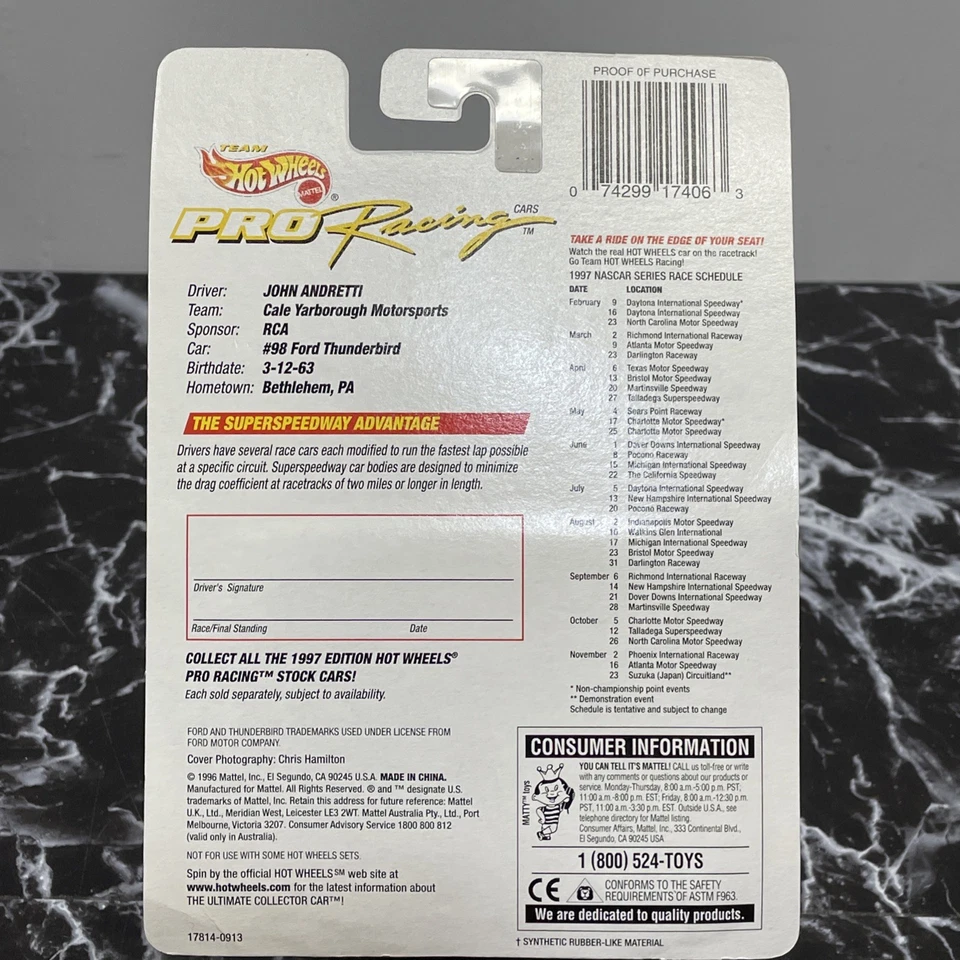 PROOF OF PURCHASE
0 74299 17406 3
TEAM
HOT WHEELS
MATTEL
®
PRO Racing CARS ™
Driver: JOHN ANDRETTI
Team: Cale Yarborough Motorsports
Sponsor: RCA
Car: #98 Ford Thunderbird
Birthdate: 3-12-63
Hometown: Bethlehem, PA
THE SUPERSPEEDWAY ADVANTAGE
Drivers have several race cars each modified to run the fastest lap possible
at a specific circuit. Superspeedway car bodies are designed to minimize
the drag coefficient at racetracks of two miles or longer in length.
Driver's Signature
Race/Final Standing Date
COLLECT ALL THE 1997 EDITION HOT WHEELS®
PRO RACING™ STOCK CARS!
Each sold separately, subject to availability.
FORD AND THUNDERBIRD TRADEMARKS USED UNDER LICENSE FROM
FORD MOTOR COMPANY.
Cover Photography: Chris Hamilton
© 1996 Mattel, Inc., El Segundo, CA 90245 U.S.A. MADE IN CHINA.
Manufactured for Mattel. All Rights Reserved. ® and ™ designate U.S.
trademarks of Mattel, Inc. Retain this address for future reference: Mattel
U.K., Ltd., Meridian West, Leicester LE3 2WT. Mattel Australia Pty., Ltd., Port
Melbourne, Victoria 3207. Consumer Advisory Service 1800 800 812
(valid only in Australia).
NOT FOR USE WITH SOME HOT WHEELS SETS.
Spin by the official HOT WHEELS℠ web site at
www.hotwheels.com for the latest information about
THE ULTIMATE COLLECTOR CAR™!
17814-0913
TAKE A RIDE ON THE EDGE OF YOUR SEAT!
Watch the real HOT WHEELS car on the racetrack!
Go Team HOT WHEELS Racing!
1997 NASCAR SERIES RACE SCHEDULE
DATE LOCATION
February 9 Daytona International Speedway*
16 Daytona International Speedway
23 North Carolina Motor Speedway
March 2 Richmond International Raceway
9 Atlanta Motor Speedway
23 Darlington Raceway
April 6 Texas Motor Speedway
13 Bristol Motor Speedway
20 Martinsville Speedway
27 Talladega Superspeedway
May 4 Sears Point Raceway
17 Charlotte Motor Speedway*
25 Charlotte Motor Speedway
June 1 Dover Downs International Speedway
8 Pocono Raceway
15 Michigan International Speedway
22 The California Speedway
July 5 Daytona International Speedway
13 New Hampshire International Speedway
20 Pocono Raceway
August 2 Indianapolis Motor Speedway
10 Watkins Glen International
17 Michigan International Speedway
23 Bristol Motor Speedway
31 Darlington Raceway
September 6 Richmond International Raceway
14 New Hampshire International Speedway
21 Dover Downs International Speedway
28 Martinsville Speedway
October 5 Charlotte Motor Speedway
12 Talladega Superspeedway
26 North Carolina Motor Speedway
November 2 Phoenix International Raceway
16 Atlanta Motor Speedway
23 Suzuka (Japan) Circuitland**
* Non-championship point events
** Demonstration event
Schedule is tentative and subject to change
CONSUMER INFORMATION
MATTY™ toys
YOU CAN TELL IT'S MATTEL! CALL us toll-free or write
with any comments or questions about our products or
service. Monday-Thursday, 8:00 a.m.-5:00 p.m. PST,
11:00 a.m.-8:00 p.m. EST; Friday, 8:00 a.m.-12:30 p.m.
PST, 11:00 a.m.-3:30 p.m. EST. Outside U.S.A., see
telephone directory for Mattel listing.
Consumer Affairs, Mattel, Inc., 333 Continental Blvd.,
El Segundo, CA 90245 USA
1 (800) 524-TOYS
CE CONFORMS TO THE SAFETY
REQUIREMENTS OF ASTM F963.
We are dedicated to quality products.
† SYNTHETIC RUBBER-LIKE MATERIAL